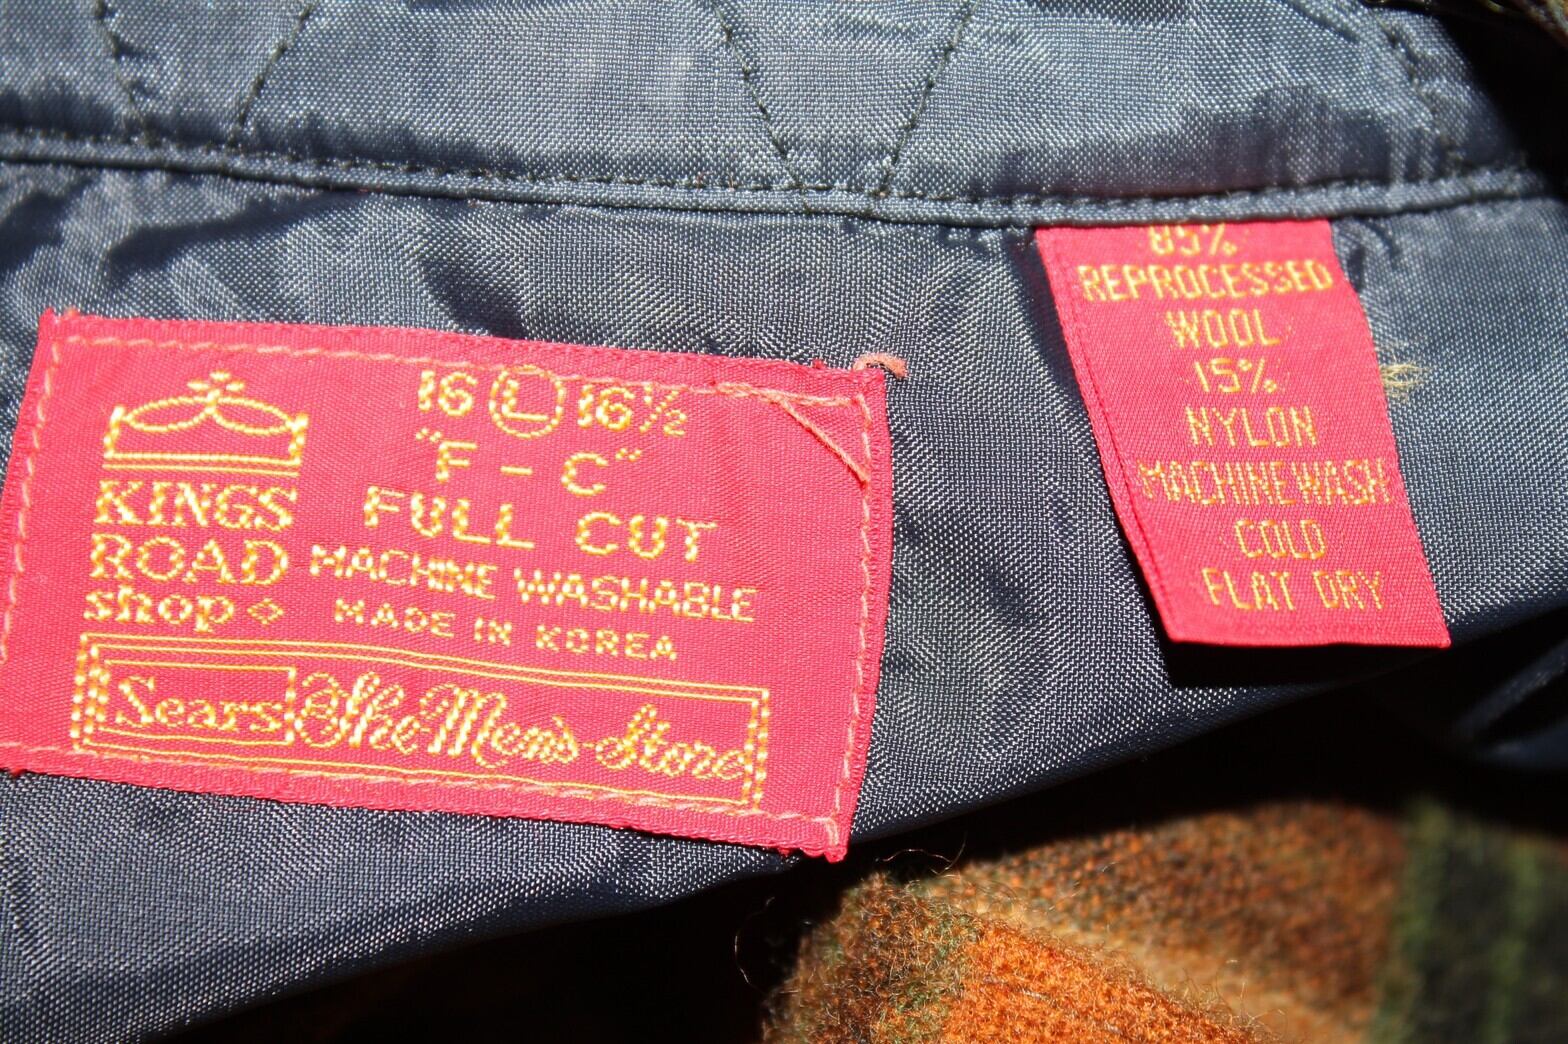 KINGS
ROAD
shop
16 L 16½
"F - C"
FULL CUT
MACHINE WASHABLE
MADE IN KOREA
Sears The Men's Store
85%
REPROCESSED
WOOL
15%
NYLON
MACHINE WASH
COLD
FLAT DRY